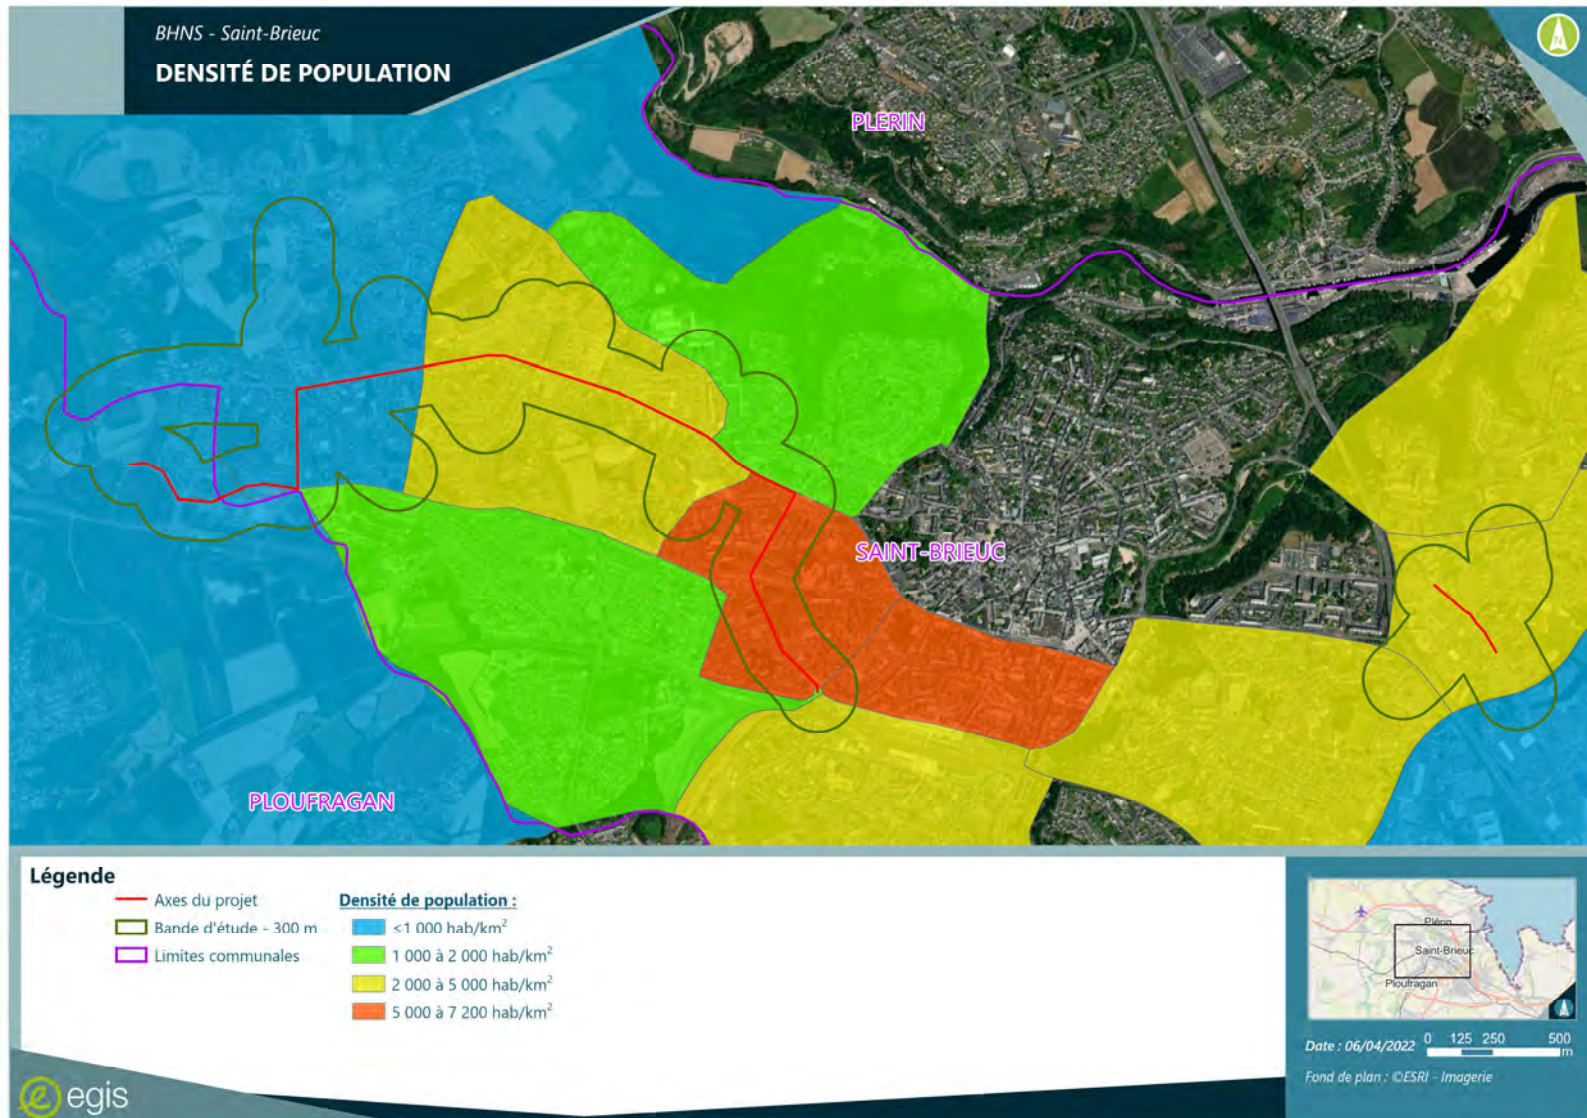 BHNS - Saint-Brieuc
DENSITÉ DE POPULATION
N
PLERIN
SAINT-BRIEUC
PLOUFRAGAN
Légende
Axes du projet
Bande d'étude - 300 m
Limites communales
Densité de population :
≤1 000 hab/km²
1 000 à 2 000 hab/km²
2 000 à 5 000 hab/km²
5 000 à 7 200 hab/km²
Plérin
Saint-Brieuc
Ploufragan
Date : 06/04/2022
0 125 250 500
m
Fond de plan : ©ESRI - Imagerie
egis